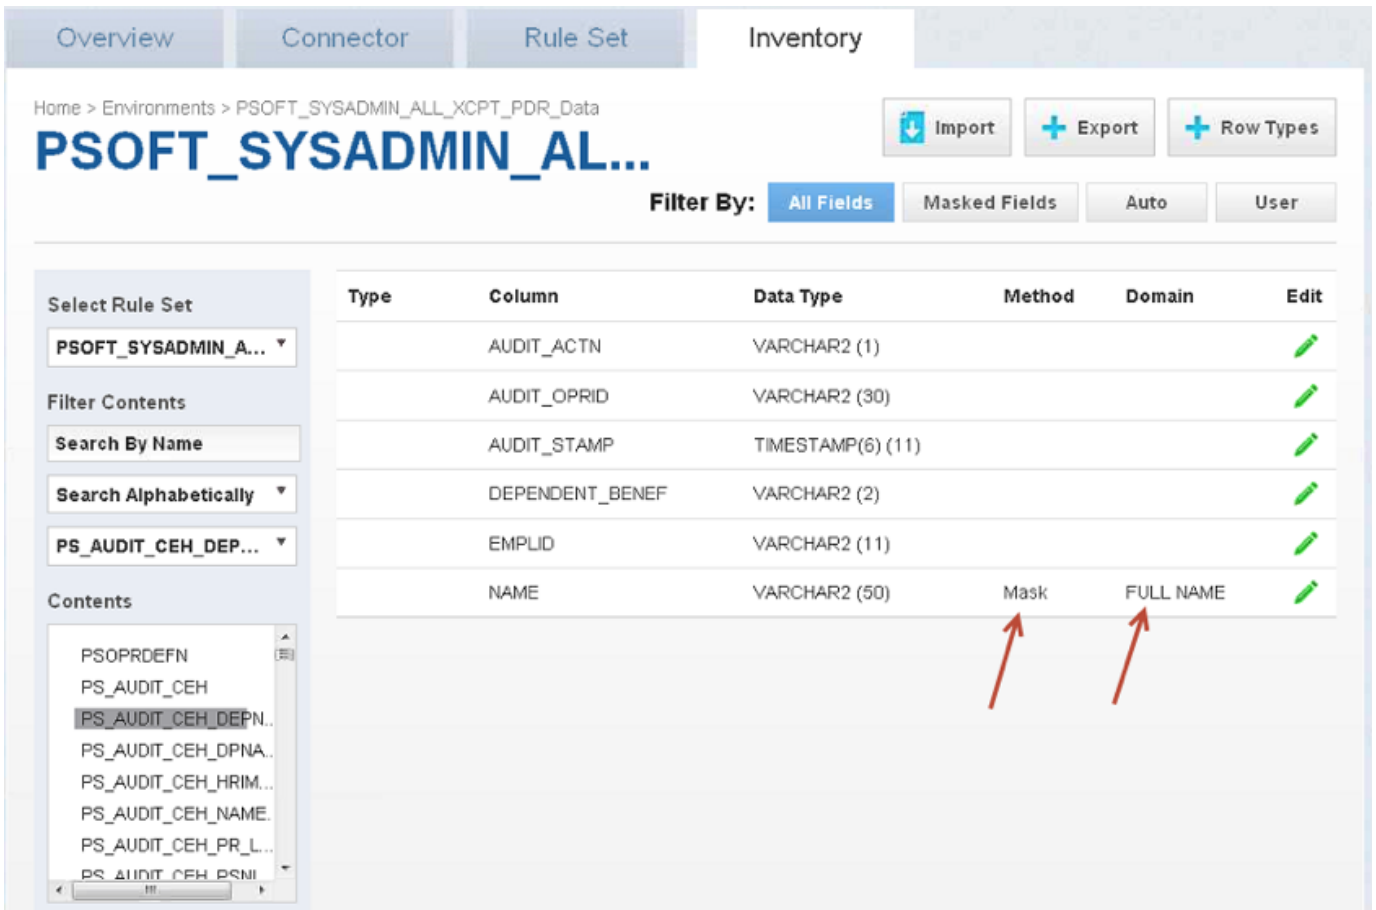 Overview Connector Rule Set Inventory
Home > Environments > PSOFT_SYSADMIN_ALL_XCPT_PDR_Data
PSOFT_SYSADMIN_AL...
Import Export Row Types
Filter By: All Fields Masked Fields Auto User
Select Rule Set
PSOFT_SYSADMIN_A...
Filter Contents
Search By Name
Search Alphabetically
PS_AUDIT_CEH_DEP...
Contents
PSOPRDEFN
PS_AUDIT_CEH
PS_AUDIT_CEH_DEPN..
PS_AUDIT_CEH_DPNA..
PS_AUDIT_CEH_HRIM...
PS_AUDIT_CEH_NAME.
PS_AUDIT_CEH_PR_L...
PS_AUDIT_CEH_PSNL
Type Column Data Type Method Domain Edit
AUDIT_ACTN VARCHAR2 (1)
AUDIT_OPRID VARCHAR2 (30)
AUDIT_STAMP TIMESTAMP(6) (11)
DEPENDENT_BENEF VARCHAR2 (2)
EMPLID VARCHAR2 (11)
NAME VARCHAR2 (50) Mask FULL NAME